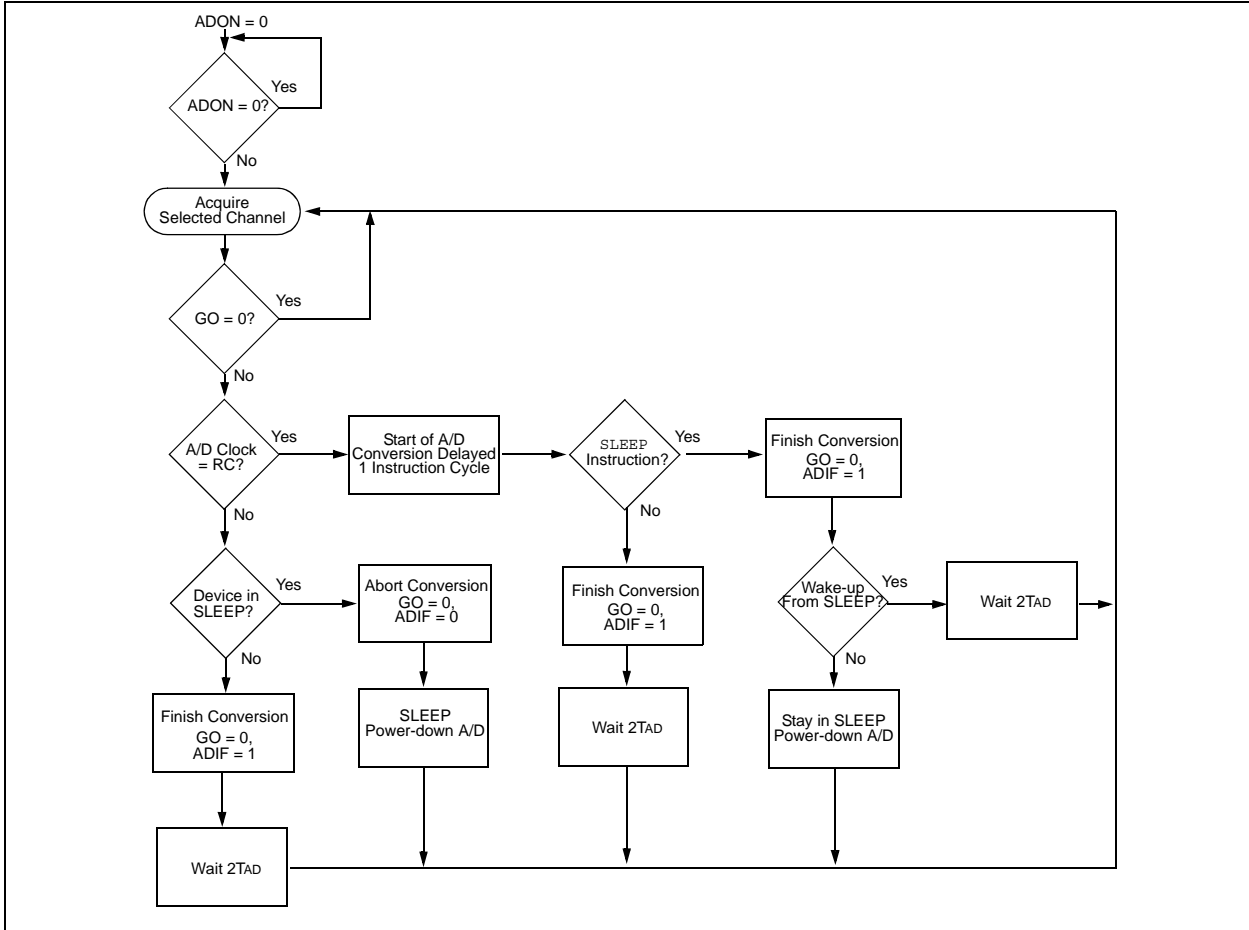 ADON = 0
Yes
ADON = 0?
No
Acquire
Selected Channel
Yes
GO = 0?
No
Yes
A/D Clock
= RC?
No
Start of A/D
Conversion Delayed
1 Instruction Cycle
SLEEP
Instruction?
Yes
No
Finish Conversion
GO = 0,
ADIF = 1
Device in
SLEEP?
Yes
No
Abort Conversion
GO = 0,
ADIF = 0
Finish Conversion
GO = 0,
ADIF = 1
Wake-up
From SLEEP?
Yes
No
Wait 2TAD
Finish Conversion
GO = 0,
ADIF = 1
SLEEP
Power-down A/D
Wait 2TAD
Stay in SLEEP
Power-down A/D
Wait 2TAD